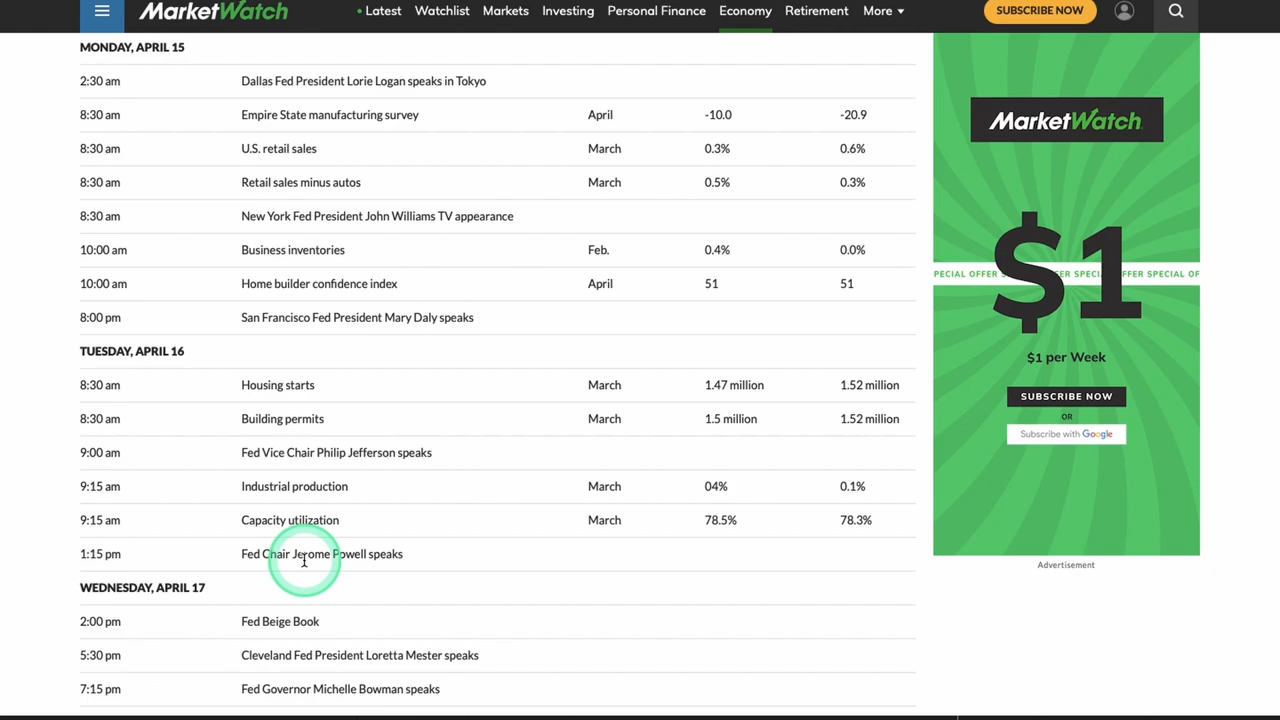 MarketWatch
Latest Watchlist Markets Investing Personal Finance Economy Retirement More SUBSCRIBE NOW
MONDAY, APRIL 15
2:30 am Dallas Fed President Lorie Logan speaks in Tokyo
8:30 am Empire State manufacturing survey April -10.0 -20.9
8:30 am U.S. retail sales March 0.3% 0.6%
8:30 am Retail sales minus autos March 0.5% 0.3%
8:30 am New York Fed President John Williams TV appearance
10:00 am Business inventories Feb. 0.4% 0.0%
10:00 am Home builder confidence index April 51 51
8:00 pm San Francisco Fed President Mary Daly speaks
TUESDAY, APRIL 16
8:30 am Housing starts March 1.47 million 1.52 million
8:30 am Building permits March 1.5 million 1.52 million
9:00 am Fed Vice Chair Philip Jefferson speaks
9:15 am Industrial production March 04% 0.1%
9:15 am Capacity utilization March 78.5% 78.3%
1:15 pm Fed Chair Jerome Powell speaks
WEDNESDAY, APRIL 17
2:00 pm Fed Beige Book
5:30 pm Cleveland Fed President Loretta Mester speaks
7:15 pm Fed Governor Michelle Bowman speaks
MarketWatch
PECIAL OFFER S ER SPECI FFER SPECIAL OF
$1
$1 per Week
SUBSCRIBE NOW
OR
Subscribe with Google
Advertisement